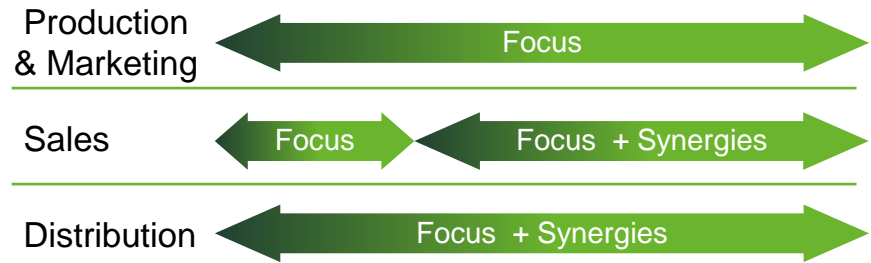 Production
& Marketing
Focus
Sales
Focus
Focus + Synergies
Distribution
Focus + Synergies